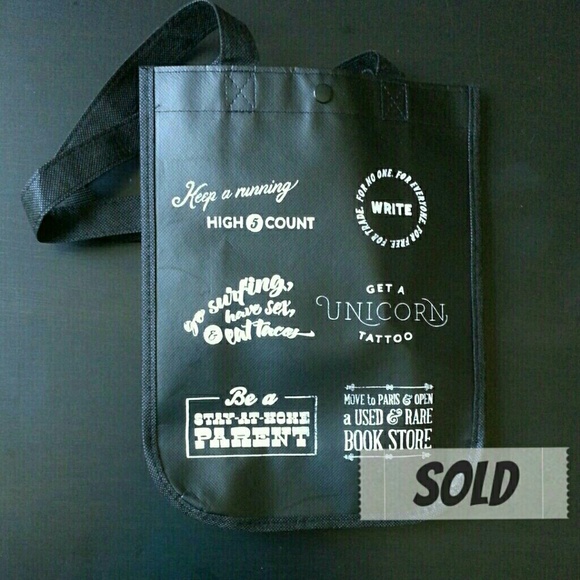 Keep a running
HIGH 5 COUNT
FOR NO ONE. FOR EVERYONE. FOR FREE. FOR TRADE.
WRITE
go surfing,
have sex,
& eat tacos
GET A
UNICORN
TATTOO
Be a
STAY-AT-HOME
PARENT
MOVE to PARIS & OPEN
a USED & RARE
BOOK STORE
SOLD